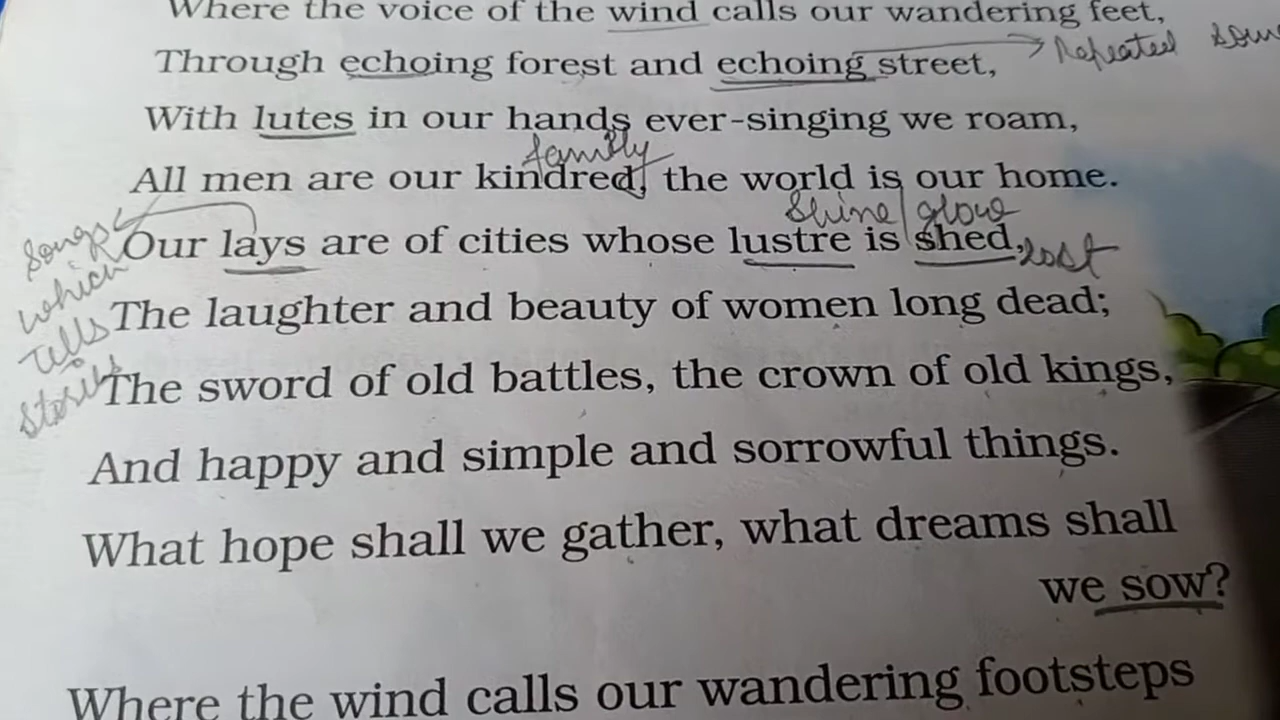 Where the voice of the wind calls our wandering feet,
Through echoing forest and echoing street,
Repeated
With lutes in our hands ever-singing we roam,
family
All men are our kindred, the world is our home.
Shine/glow
Songs which tells stories
Our lays are of cities whose lustre is shed,
lost
The laughter and beauty of women long dead;
The sword of old battles, the crown of old kings,
And happy and simple and sorrowful things.
What hope shall we gather, what dreams shall
we sow?
Where the wind calls our wandering footsteps